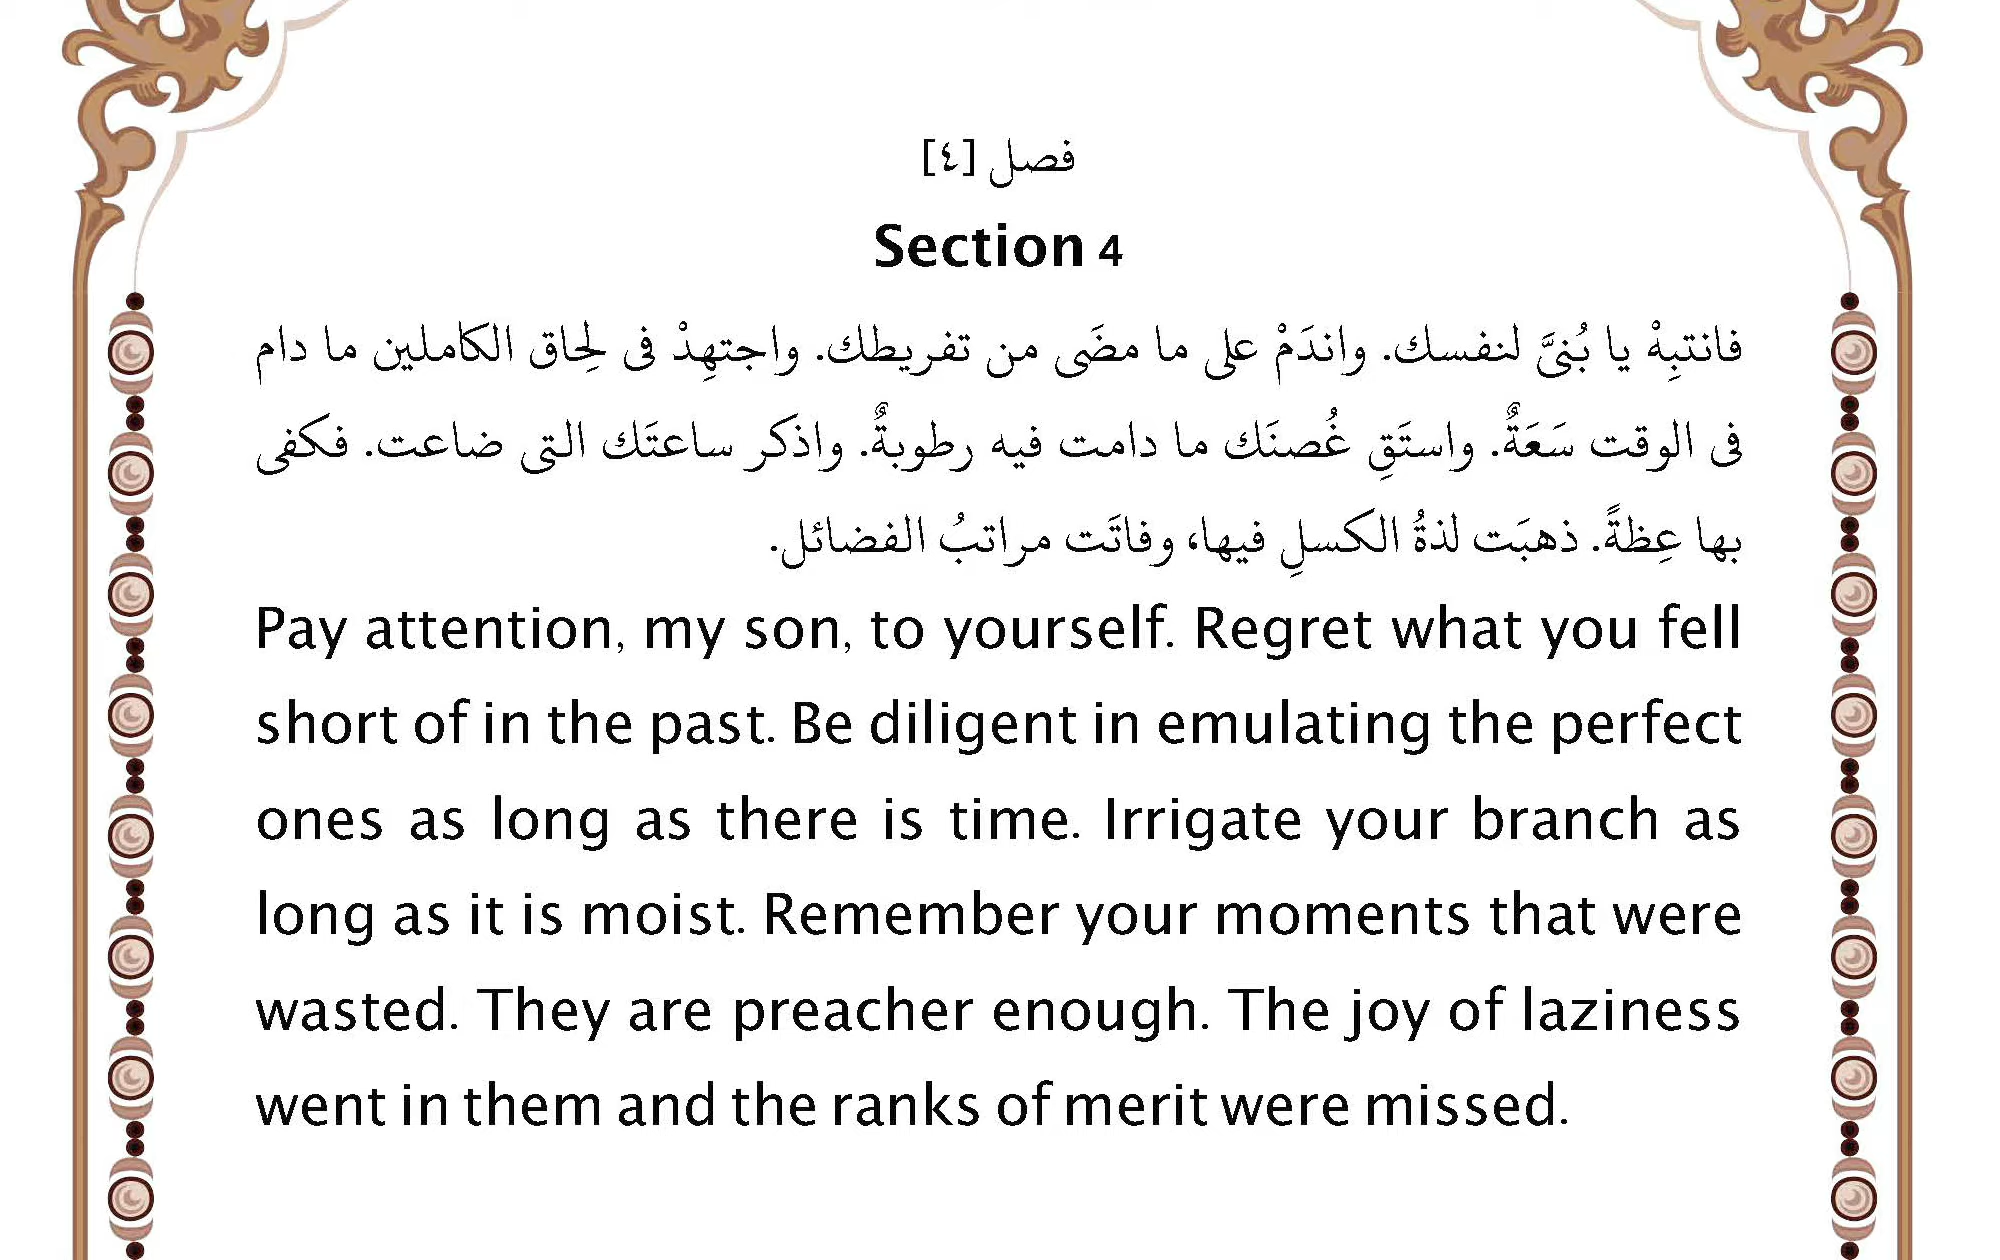 فصل [٤]
Section 4
فانتبِهْ يا بُنىَّ لنفسك. واندَمْ على ما مضَى من تفريطك. واجتهِدْ فى لِحاق الكاملين ما دام
فى الوقت سَعَةٌ. واستَقِ غُصنَك ما دامت فيه رطوبةٌ. واذكر ساعتَك التى ضاعت. فكفى
بها عِظةً. ذهبَت لذةُ الكسلِ فيها، وفاتَت مراتبُ الفضائل.
Pay attention, my son, to yourself. Regret what you fell
short of in the past. Be diligent in emulating the perfect
ones as long as there is time. Irrigate your branch as
long as it is moist. Remember your moments that were
wasted. They are preacher enough. The joy of laziness
went in them and the ranks of merit were missed.